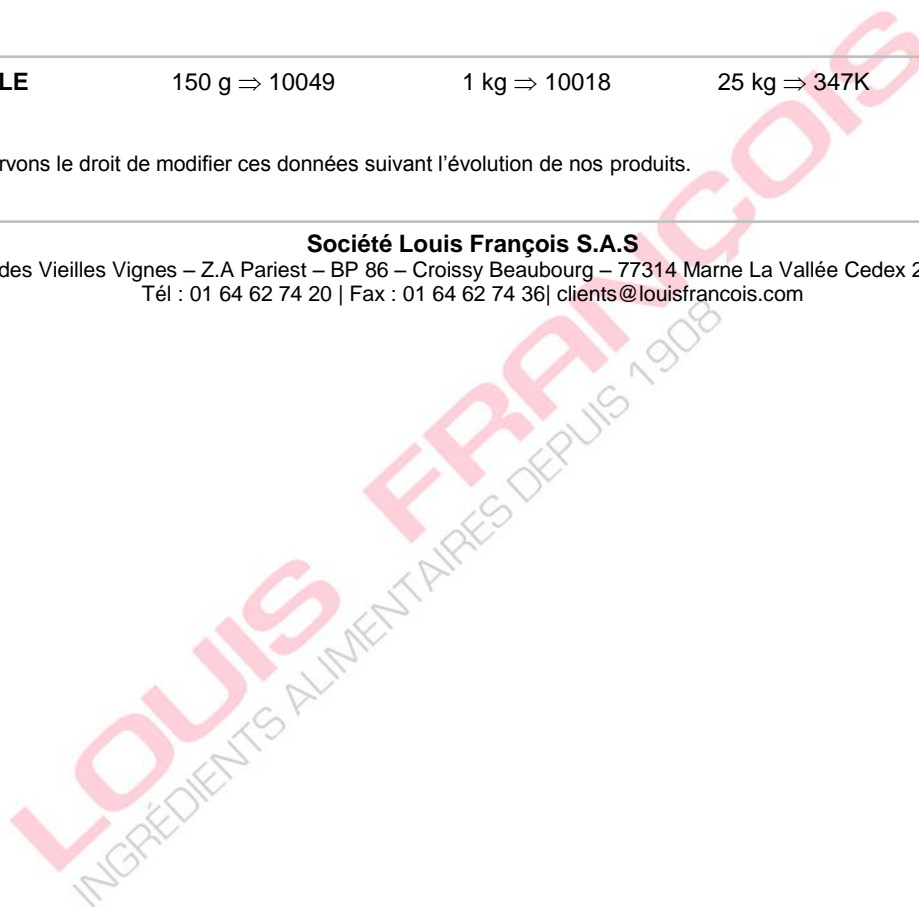 LE 150 g ⇒ 10049 1 kg ⇒ 10018 25 kg ⇒ 347K
rvons le droit de modifier ces données suivant l’évolution de nos produits.
Société Louis François S.A.S
des Vieilles Vignes – Z.A Pariest – BP 86 – Croissy Beaubourg – 77314 Marne La Vallée Cedex 2
Tél : 01 64 62 74 20 | Fax : 01 64 62 74 36| clients@louisfrancois.com
LOUIS FRANÇOIS
INGRÉDIENTS ALIMENTAIRES DEPUIS 1908